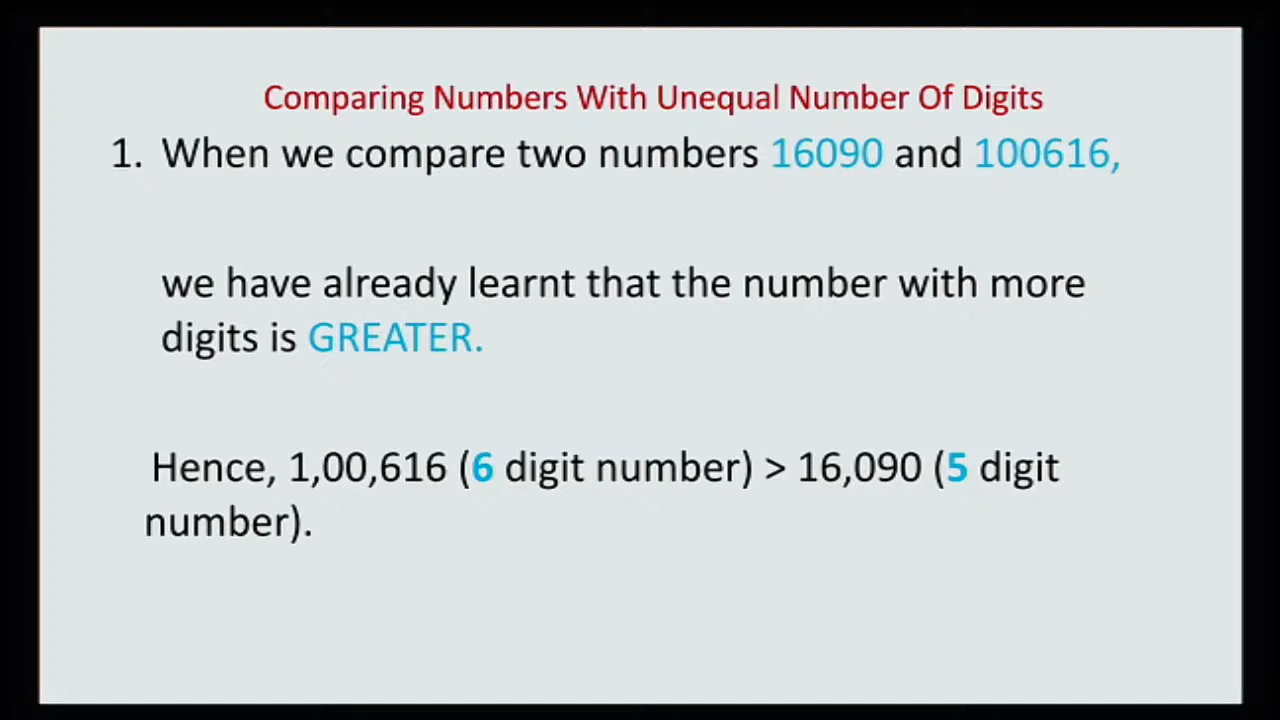 Comparing Numbers With Unequal Number Of Digits
1. When we compare two numbers 16090 and 100616,
we have already learnt that the number with more
digits is GREATER.
Hence, 1,00,616 (6 digit number) > 16,090 (5 digit
number).